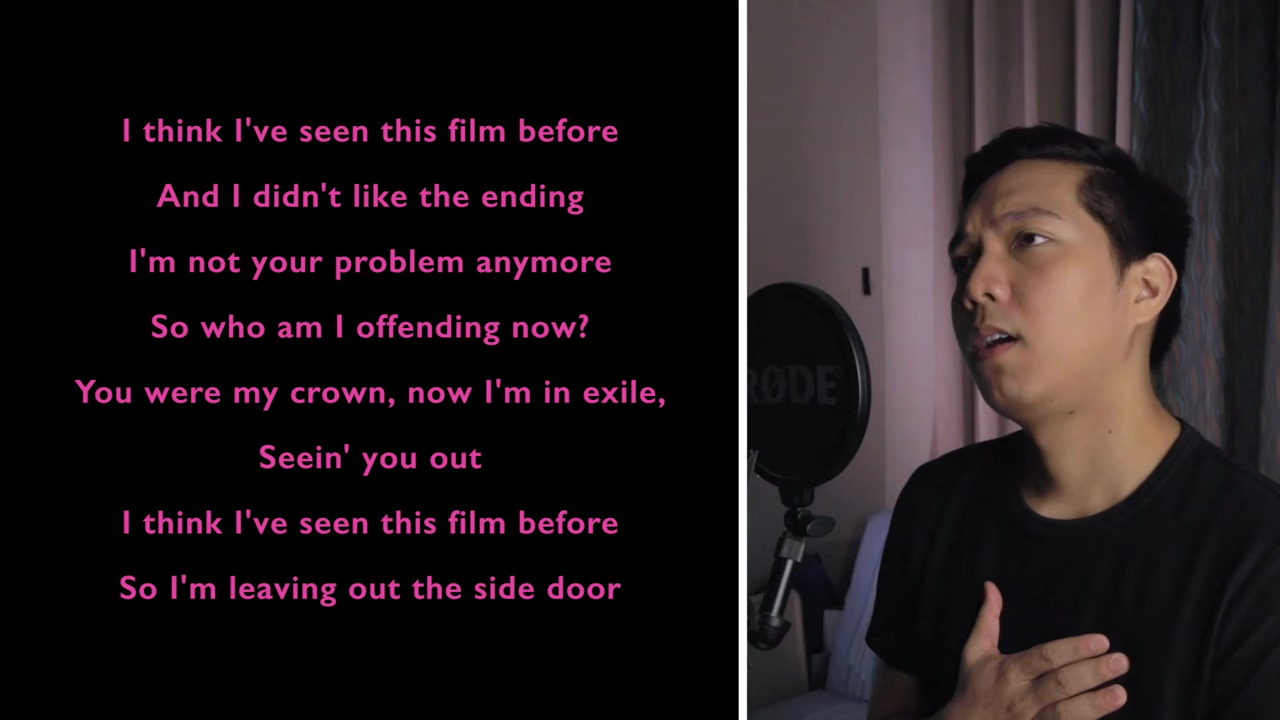 I think I've seen this film before
And I didn't like the ending
I'm not your problem anymore
So who am I offending now?
You were my crown, now I'm in exile,
Seein' you out
I think I've seen this film before
So I'm leaving out the side door
RØDE